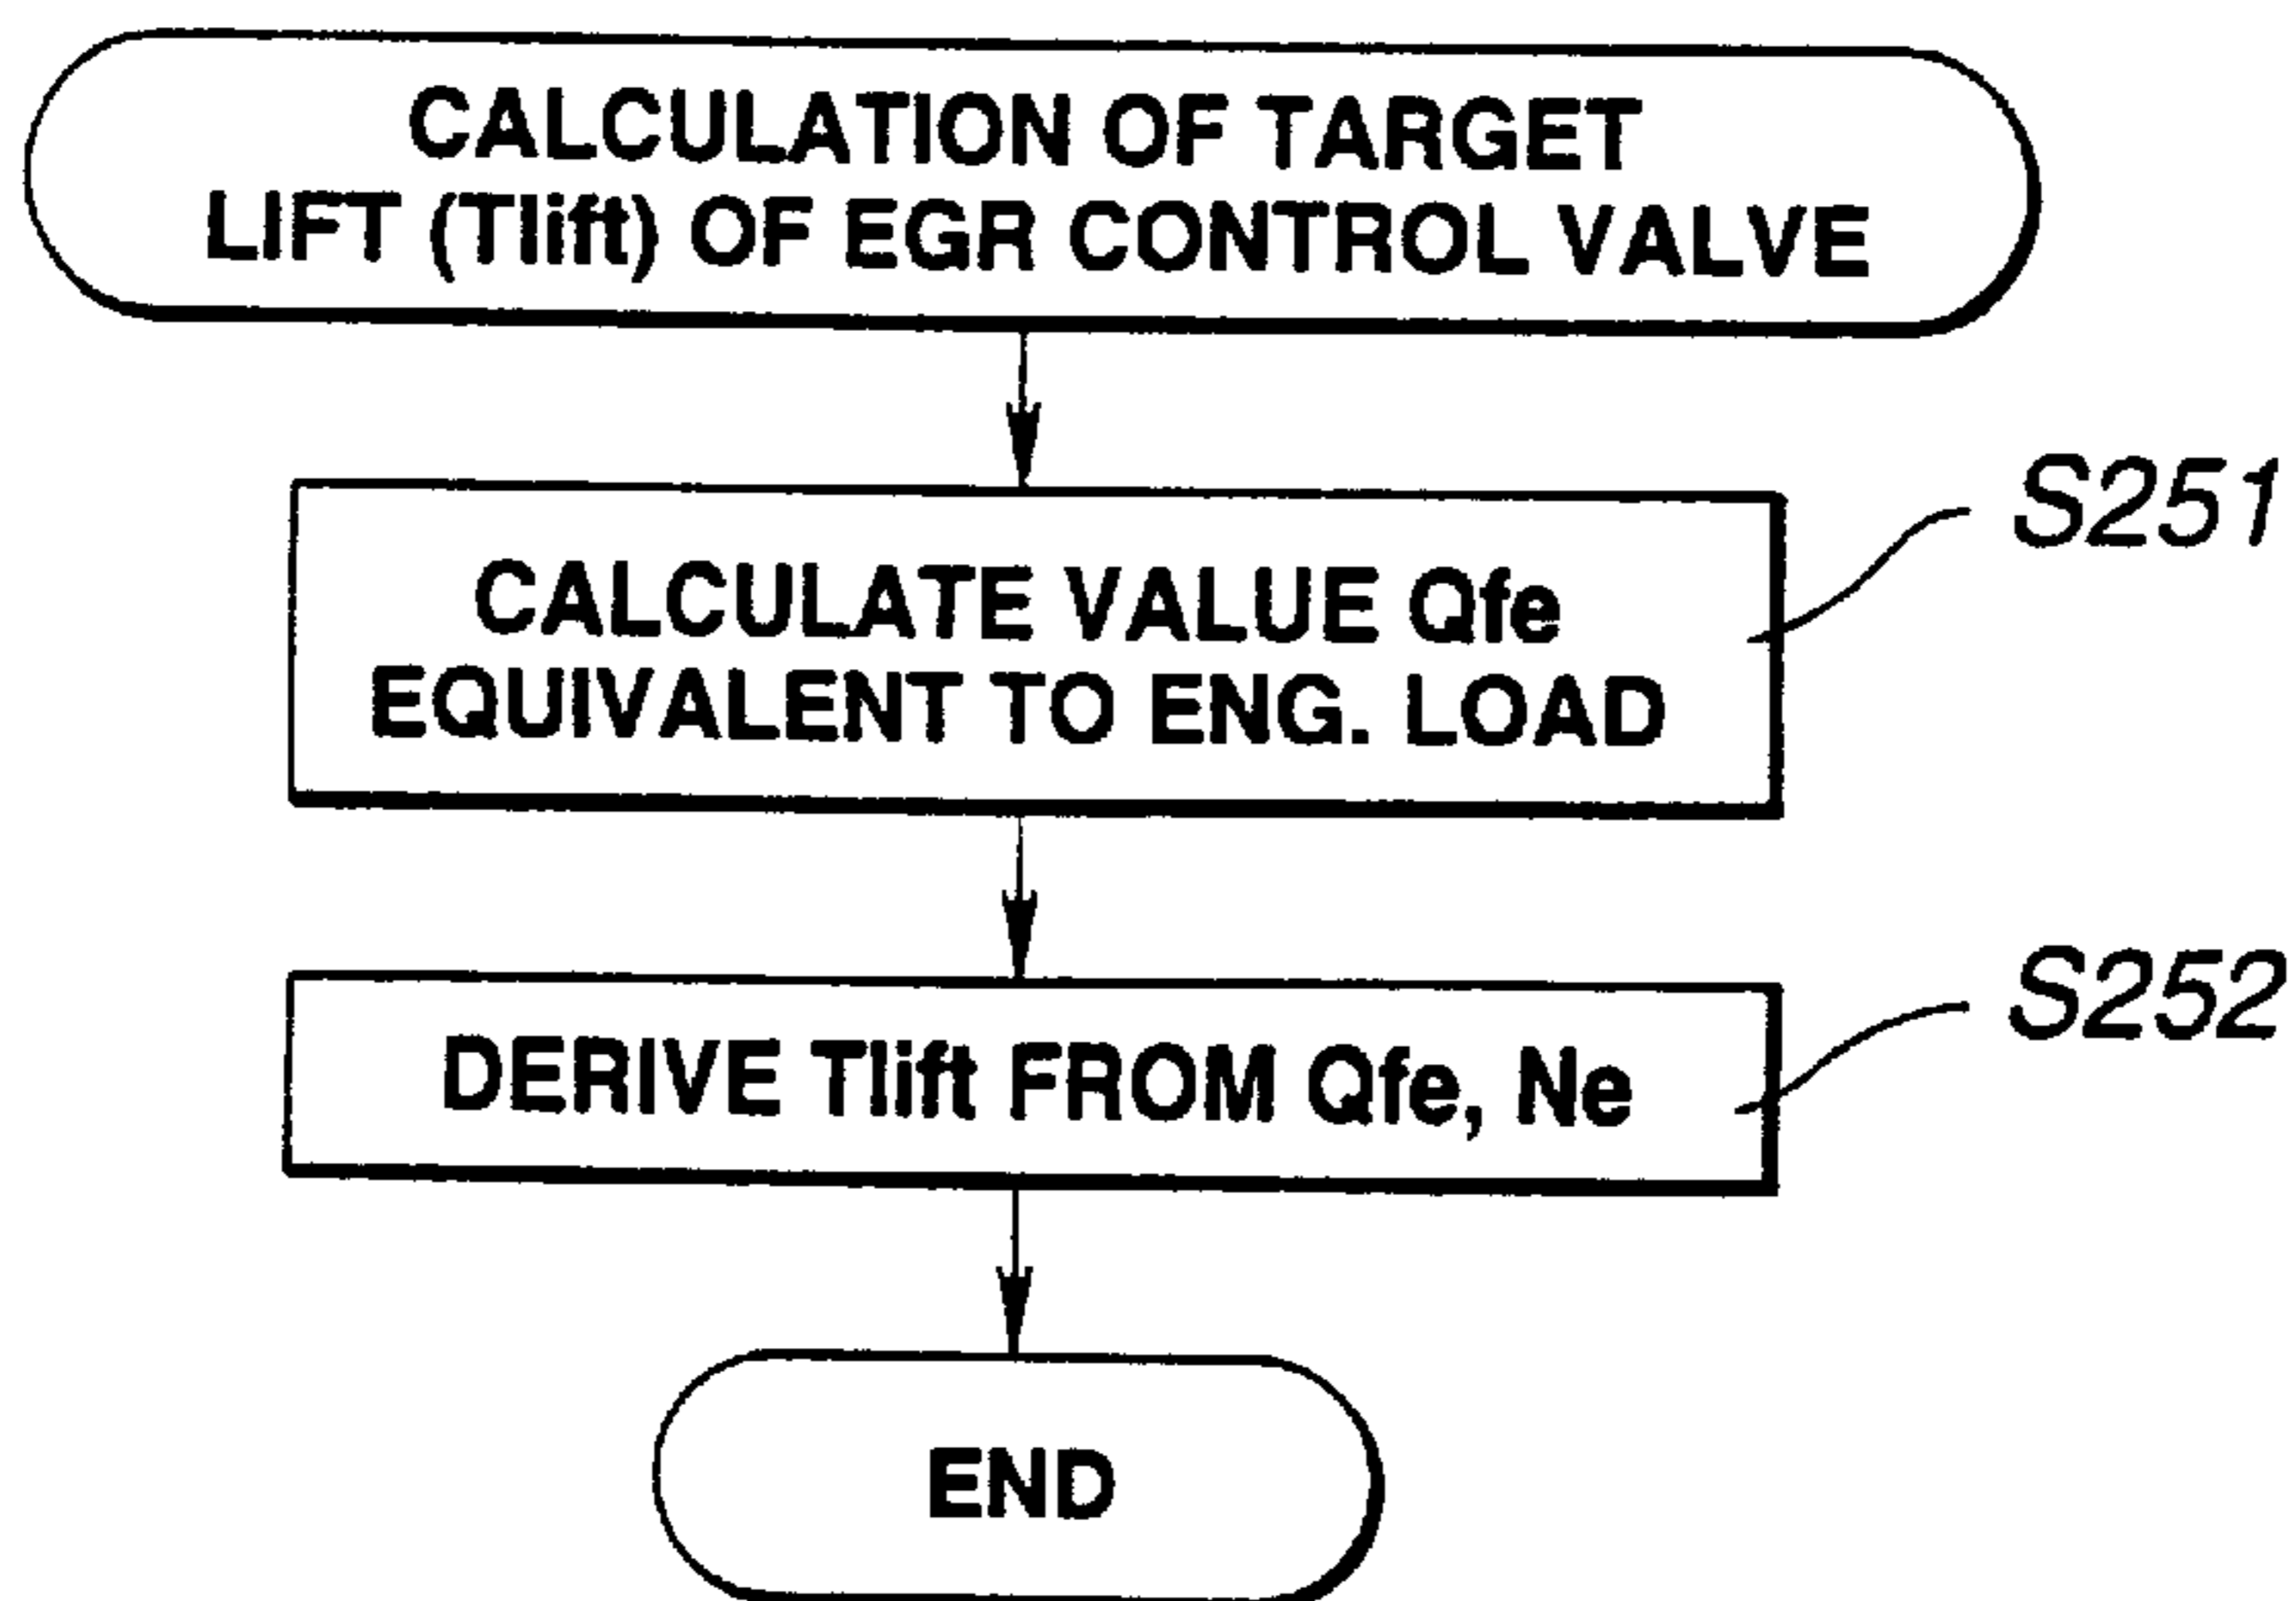 CALCULATION OF TARGET
LIFT (Tlift) OF EGR CONTROL VALVE
S251
CALCULATE VALUE Qfe
EQUIVALENT TO ENG. LOAD
S252
DERIVE Tlift FROM Qfe, Ne
END